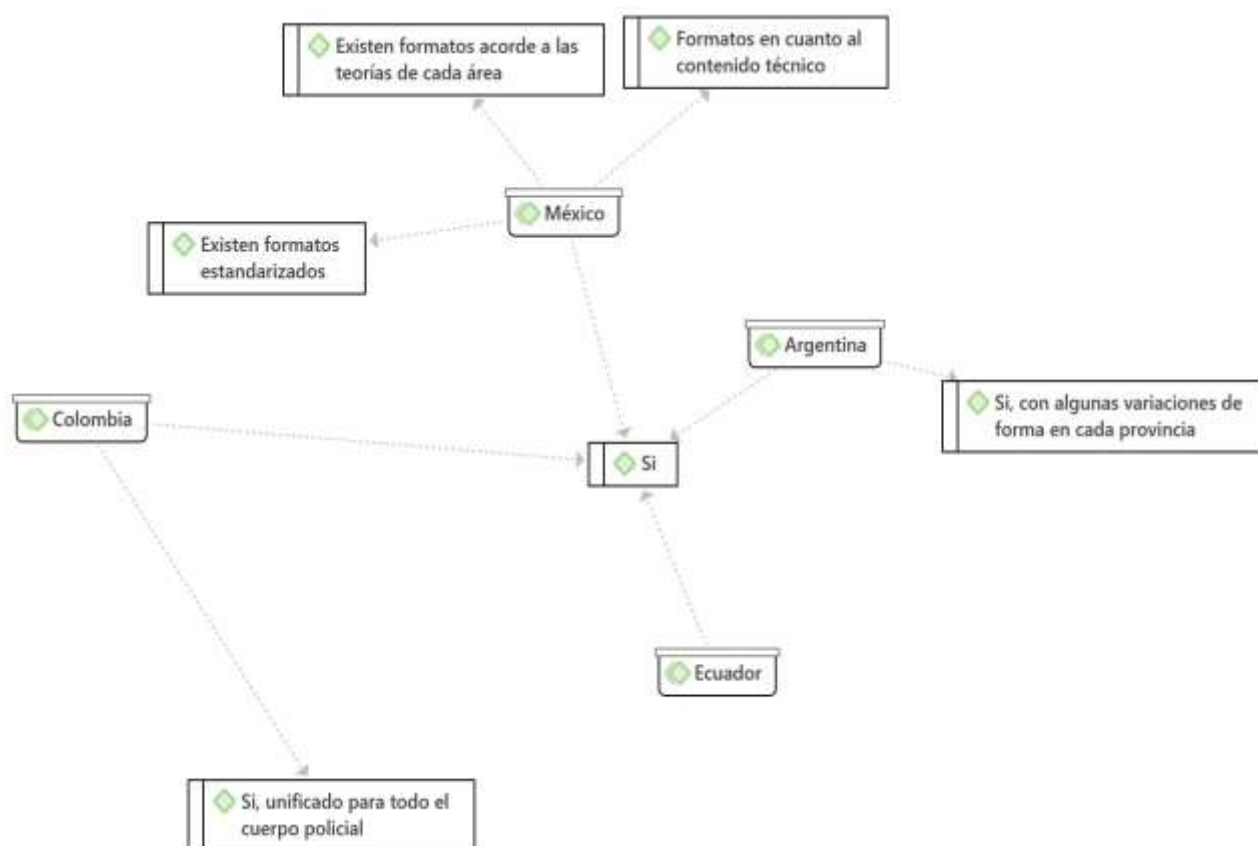 Existen formatos acorde a las
teorías de cada área
Formatos en cuanto al
contenido técnico
México
Existen formatos
estandarizados
Argentina
Si, con algunas variaciones de
forma en cada provincia
Colombia
Si
Ecuador
Si, unificado para todo el
cuerpo policial